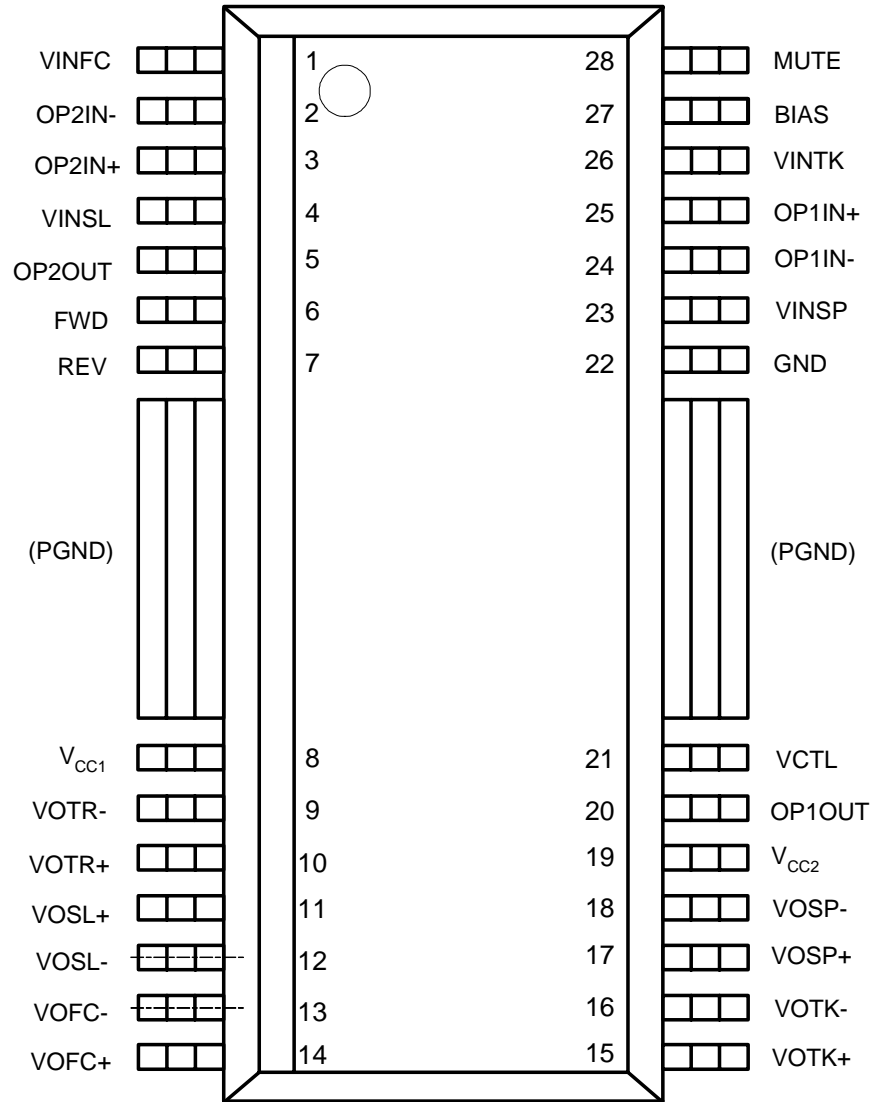 VINFC 1 28 MUTE
OP2IN- 2 27 BIAS
OP2IN+ 3 26 VINTK
VINSL 4 25 OP1IN+
OP2OUT 5 24 OP1IN-
FWD 6 23 VINSP
REV 7 22 GND
(PGND) (PGND)
VCC1 8 21 VCTL
VOTR- 9 20 OP1OUT
VOTR+ 10 19 VCC2
VOSL+ 11 18 VOSP-
VOSL- 12 17 VOSP+
VOFC- 13 16 VOTK-
VOFC+ 14 15 VOTK+